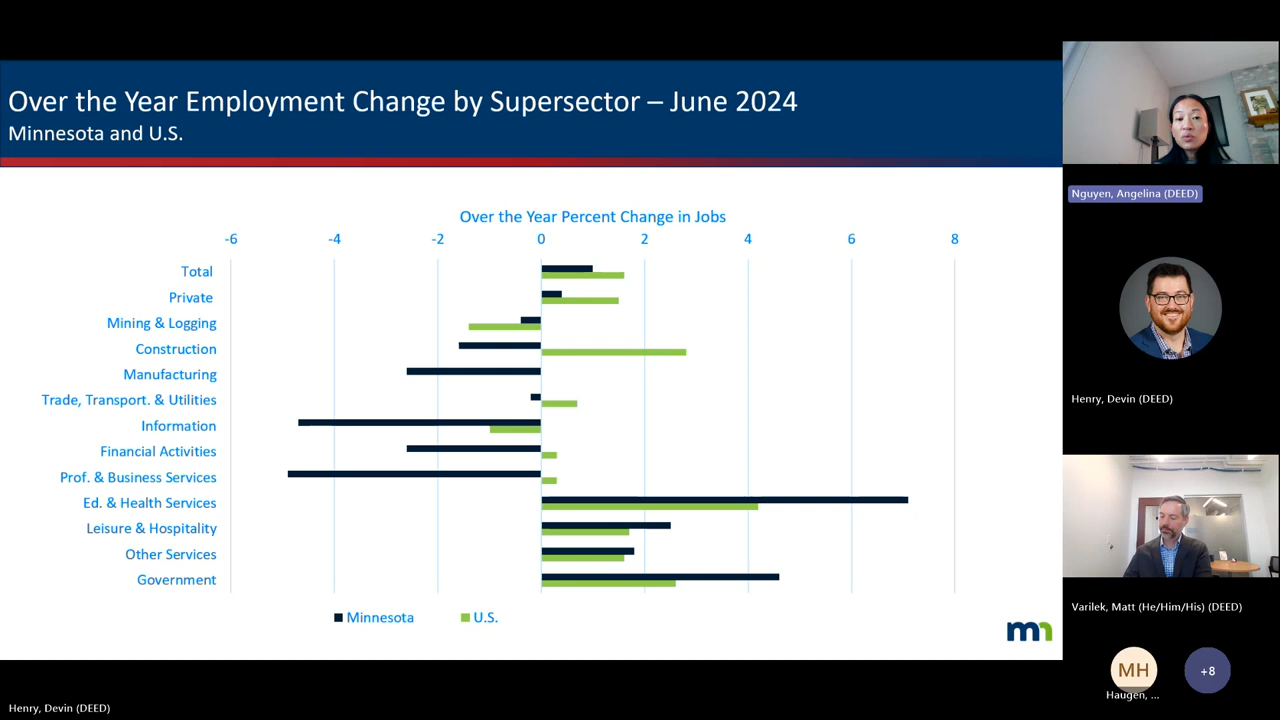 Over the Year Employment Change by Supersector – June 2024
Minnesota and U.S.
Over the Year Percent Change in Jobs
-6 -4 -2 0 2 4 6 8
Total
Private
Mining & Logging
Construction
Manufacturing
Trade, Transport. & Utilities
Information
Financial Activities
Prof. & Business Services
Ed. & Health Services
Leisure & Hospitality
Other Services
Government
Minnesota U.S.
mn
Nguyen, Angelina (DEED)
Henry, Devin (DEED)
Varilek, Matt (He/Him/His) (DEED)
MH +8
Haugen, ...
Henry, Devin (DEED)